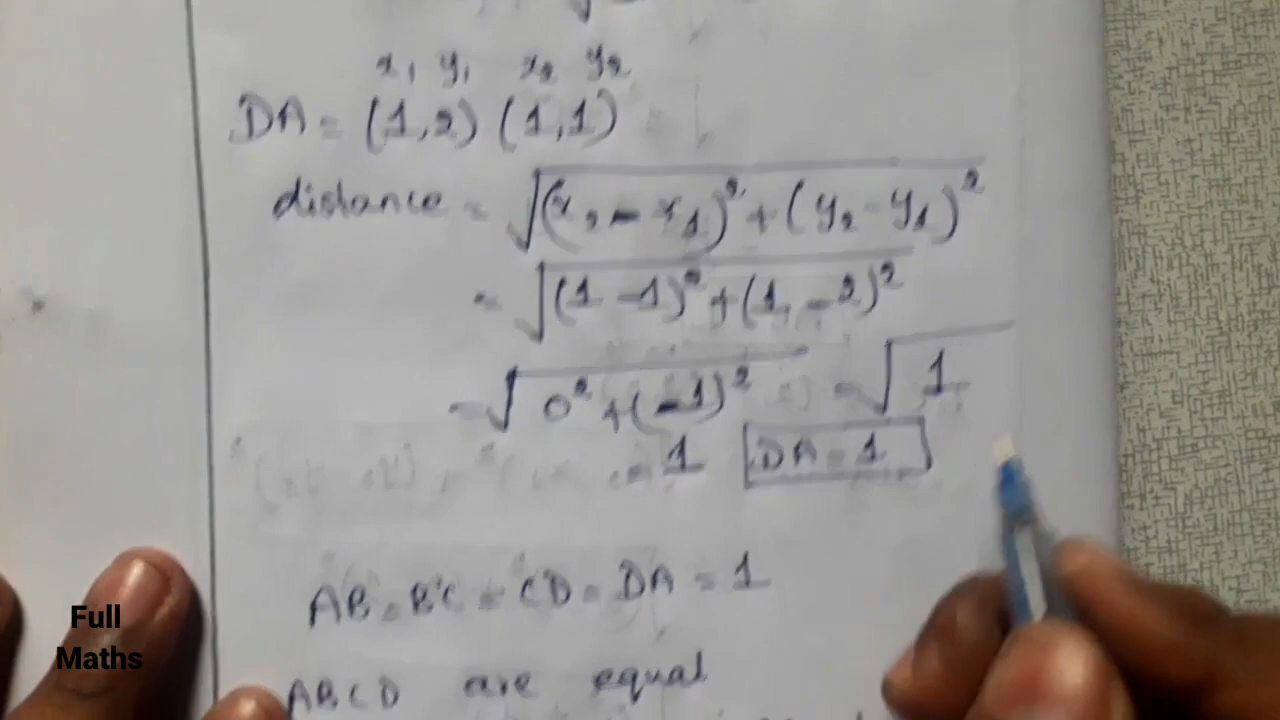 x₁ y₁ x₂ y₂
DA = (1,2) (1,1)
distance = √(x₂ - x₁)² + (y₂ - y₁)²
= √(1 - 1)² + (1 - 2)²
= √0² + (-1)² = √1
= 1 DA = 1
AB = BC = CD = DA = 1
ABCD are equal
Full
Maths